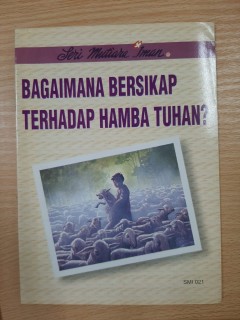 Seri Mutiara Iman
BAGAIMANA BERSIKAP
TERHADAP HAMBA TUHAN?
SMI 021